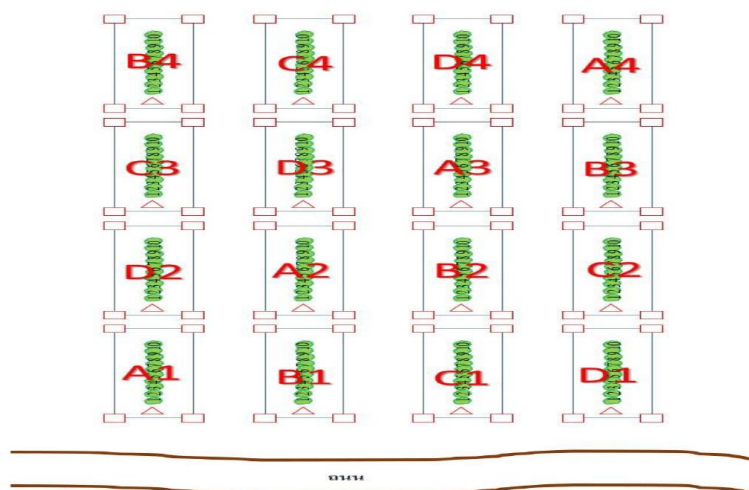 B4 C4 D4 A4
C3 D3 A3 B3
D2 A2 B2 C2
A1 B1 C1 D1
ถนน